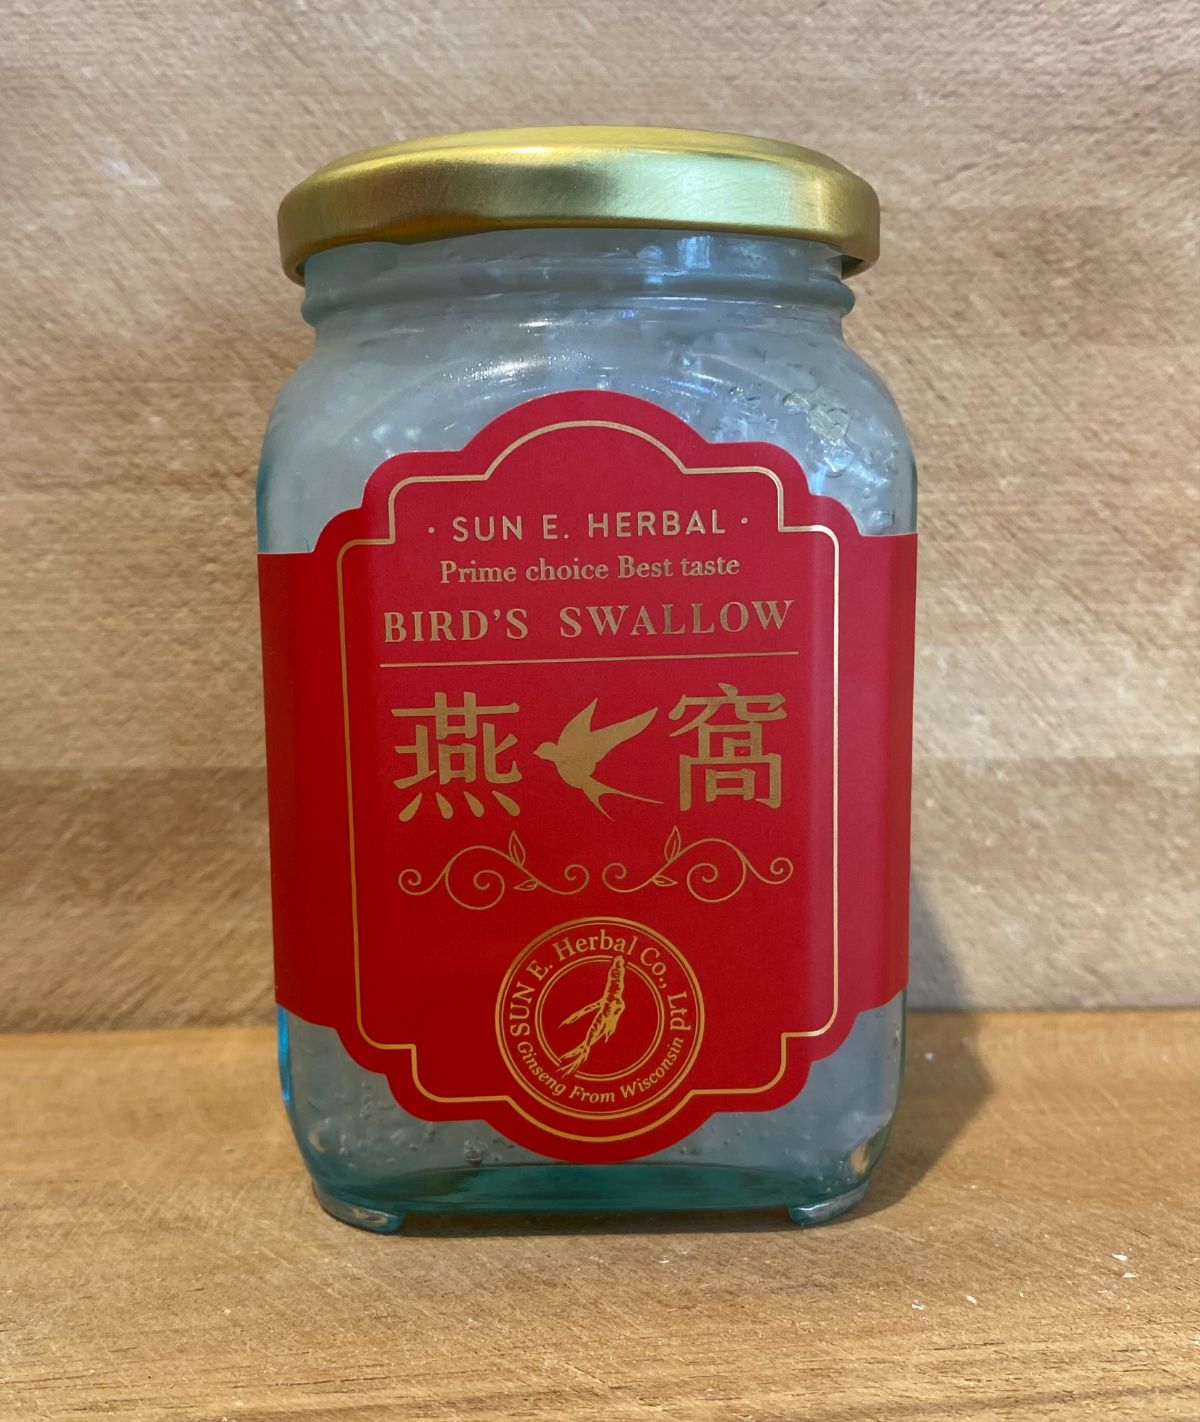 · SUN E. HERBAL ·
Prime choice Best taste
BIRD'S SWALLOW
燕窩
SUN E. Herbal Co., Ltd
Ginseng From Wisconsin